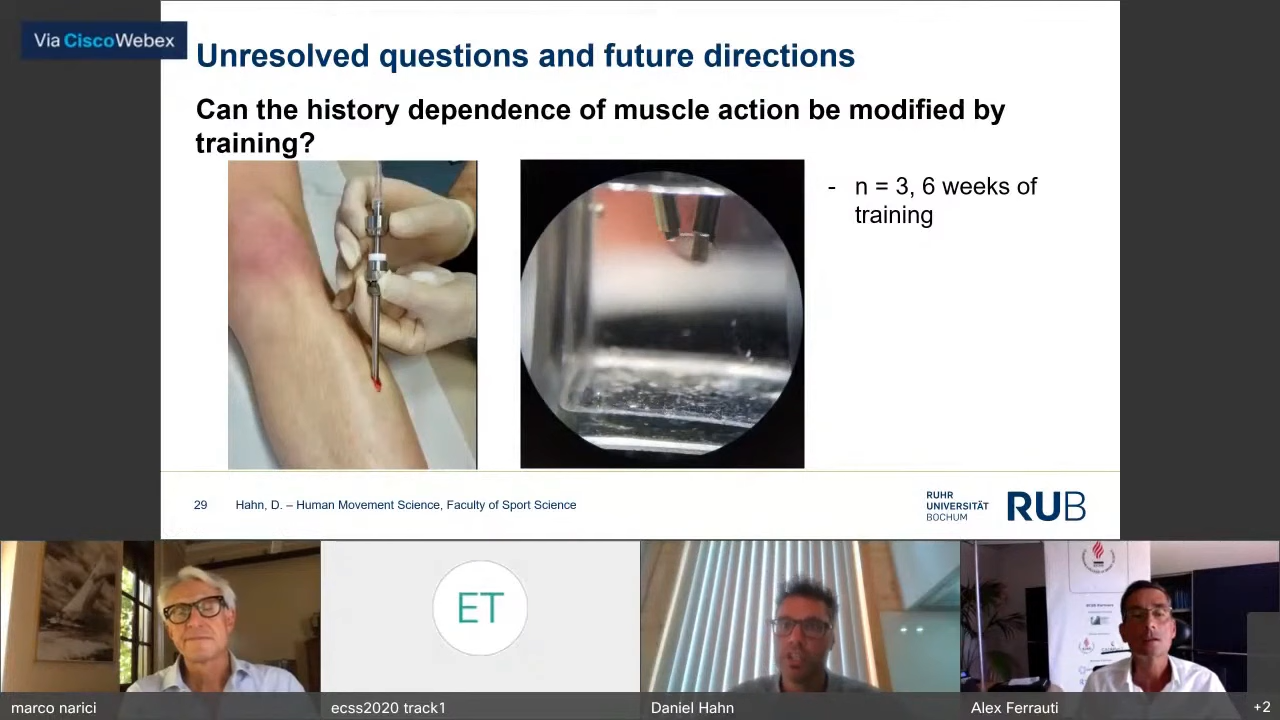 Via CiscoWebex
Unresolved questions and future directions
Can the history dependence of muscle action be modified by
training?
- n = 3, 6 weeks of
training
29 Hahn, D. – Human Movement Science, Faculty of Sport Science
RUHR
UNIVERSITÄT
BOCHUM
RUB
ET
marco narici
ecss2020 track1
Daniel Hahn
Alex Ferrauti
+2